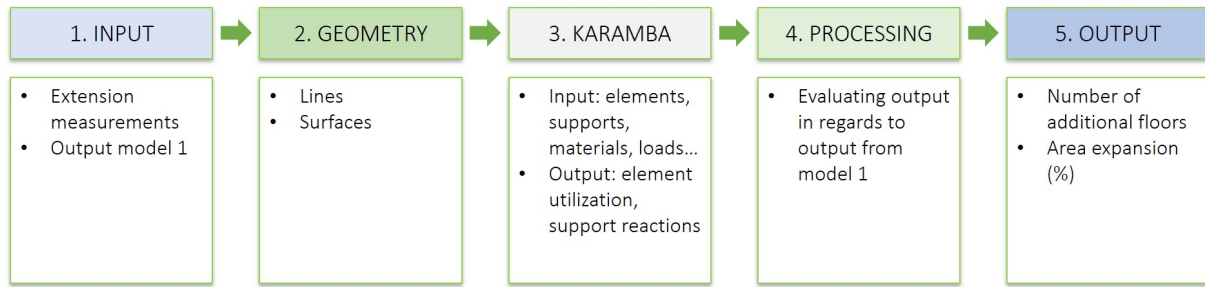 1. INPUT
2. GEOMETRY
3. KARAMBA
4. PROCESSING
5. OUTPUT
• Extension
measurements
• Output model 1
• Lines
• Surfaces
• Input: elements,
supports,
materials, loads...
• Output: element
utilization,
support reactions
• Evaluating output
in regards to
output from
model 1
• Number of
additional floors
• Area expansion
(%)